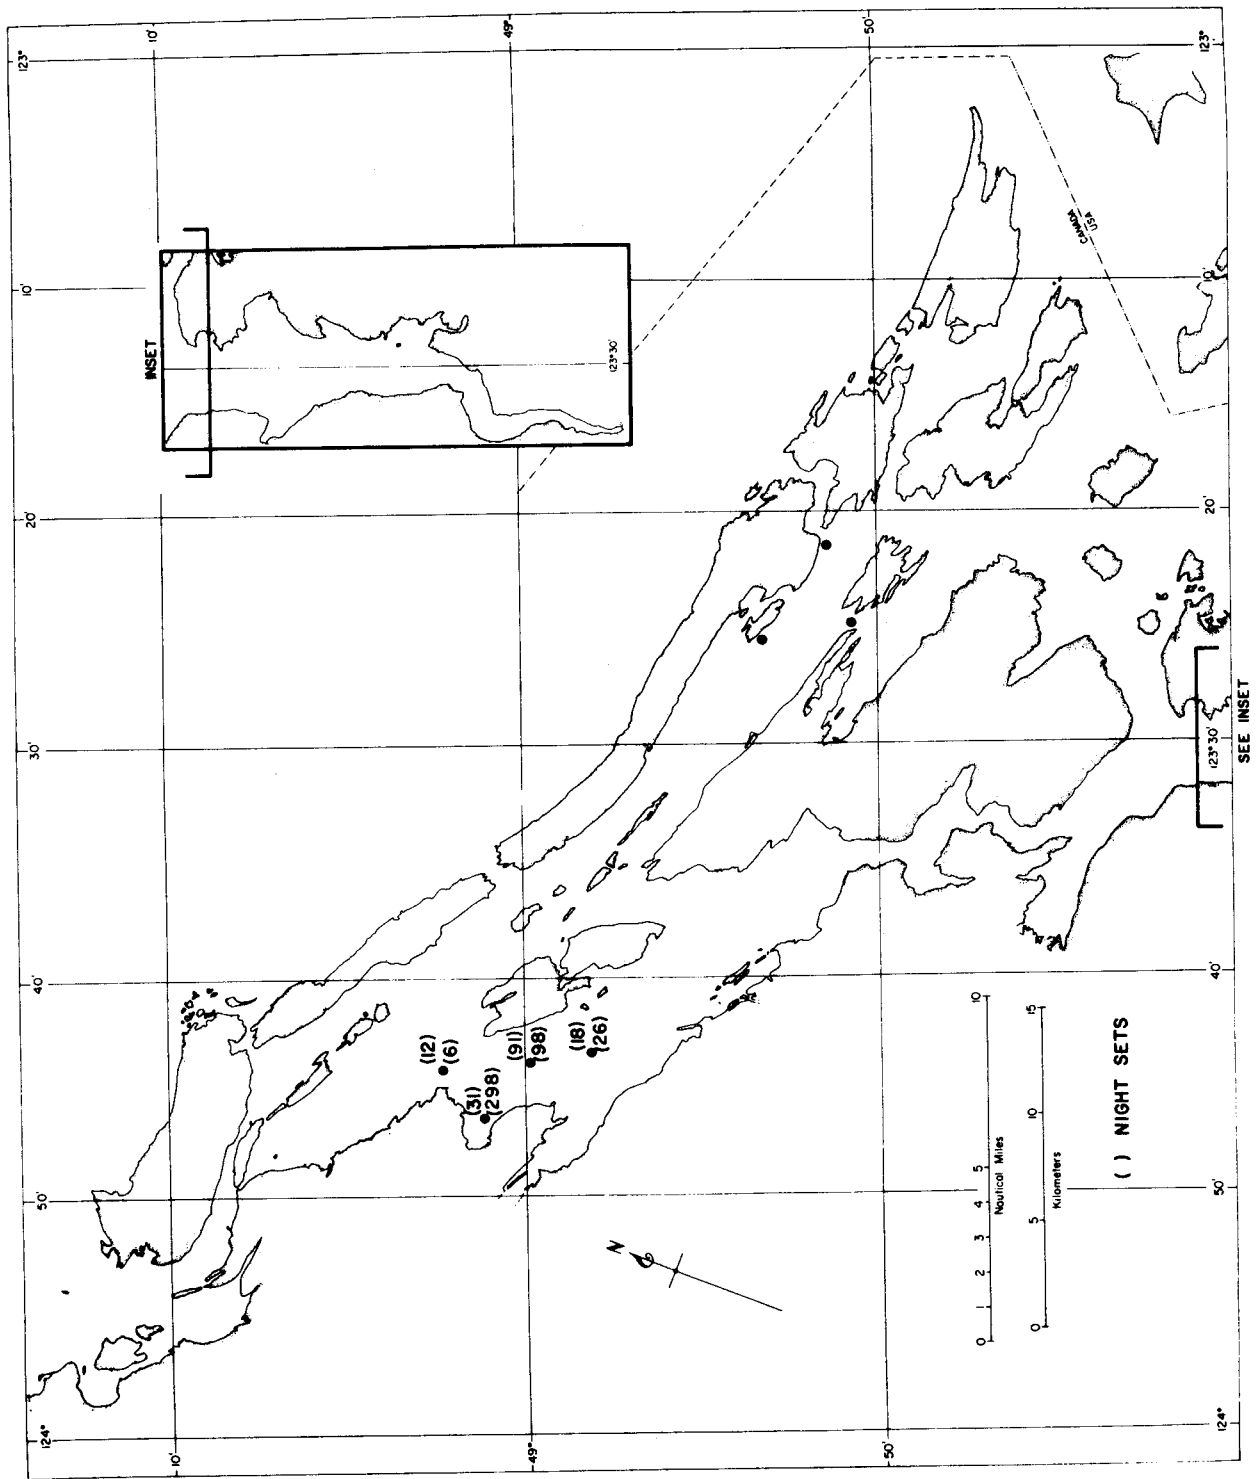 10'
49°
50'
123°
123°
CANADA
USA
10'
10'
INSET
123°30'
20'
20'
30'
123°30'
SEE INSET
40'
40'
(12)
(6)
(91)
(98)
(18)
(26)
(31)
(298)
50'
50'
N
0 1 2 3 4 5 10
Nautical Miles
0 5 10 15
Kilometers
( ) NIGHT SETS
124°
124°
10'
49°
50'